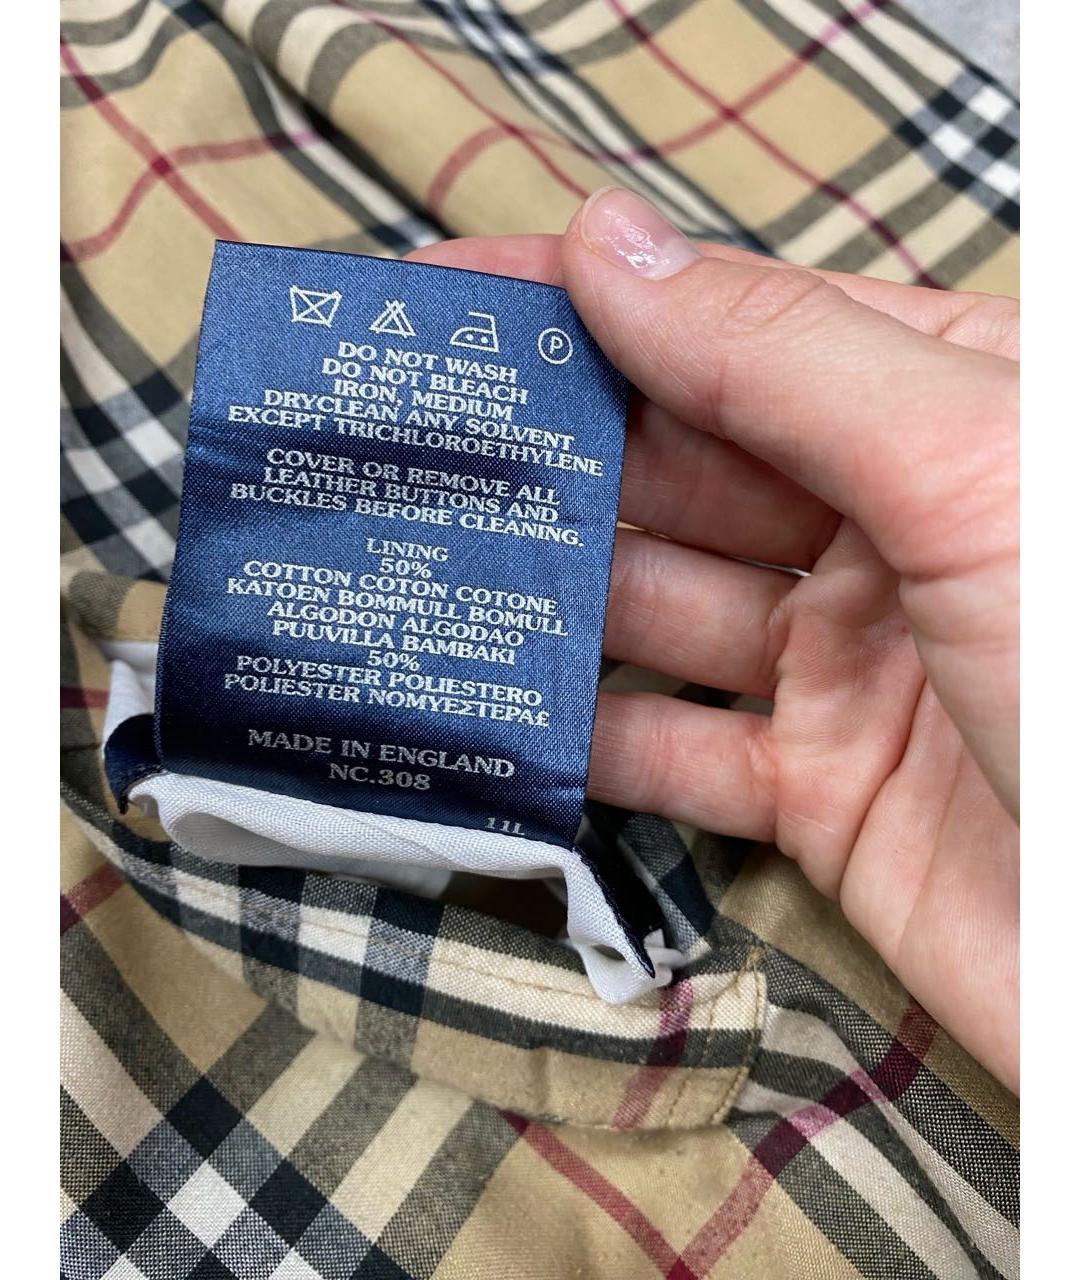 P
DO NOT WASH
DO NOT BLEACH
IRON, MEDIUM
DRYCLEAN ANY SOLVENT
EXCEPT TRICHLOROETHYLENE
COVER OR REMOVE ALL
LEATHER BUTTONS AND
BUCKLES BEFORE CLEANING.
LINING
50%
COTTON COTON COTONE
KATOEN BOMMULL BOMULL
ALGODON ALGODAO
PUUVILLA BAMBAKI
50%
POLYESTER POLIESTERO
POLIESTER ΝΟΜΥΕΣΤΕΡΑ£
MADE IN ENGLAND
NC.308
11L